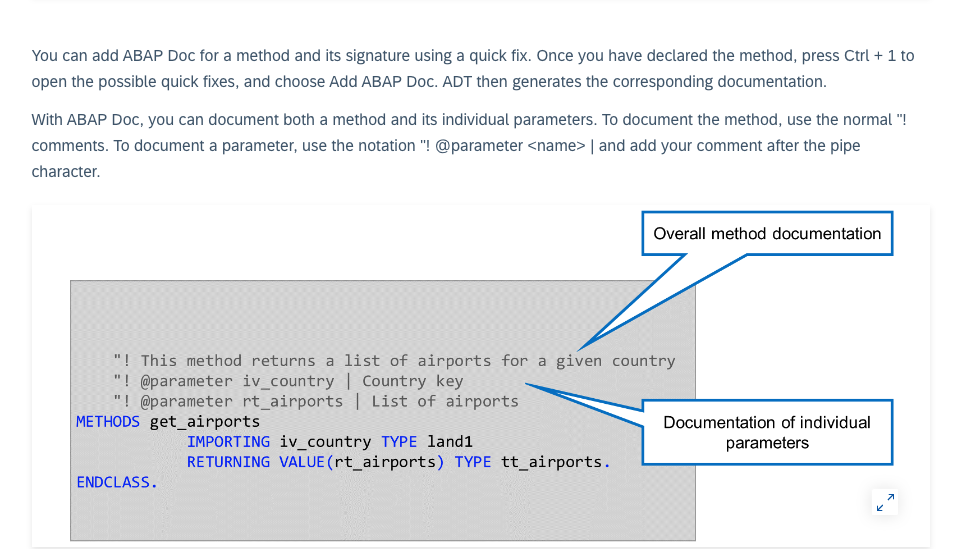 You can add ABAP Doc for a method and its signature using a quick fix. Once you have declared the method, press Ctrl + 1 to
open the possible quick fixes, and choose Add ABAP Doc. ADT then generates the corresponding documentation.
With ABAP Doc, you can document both a method and its individual parameters. To document the method, use the normal "!
comments. To document a parameter, use the notation "! @parameter <name> | and add your comment after the pipe
character.
Overall method documentation
"! This method returns a list of airports for a given country
"! @parameter iv_country | Country key
"! @parameter rt_airports | List of airports
METHODS get_airports
IMPORTING iv_country TYPE land1
RETURNING VALUE(rt_airports) TYPE tt_airports.
ENDCLASS.
Documentation of individual
parameters